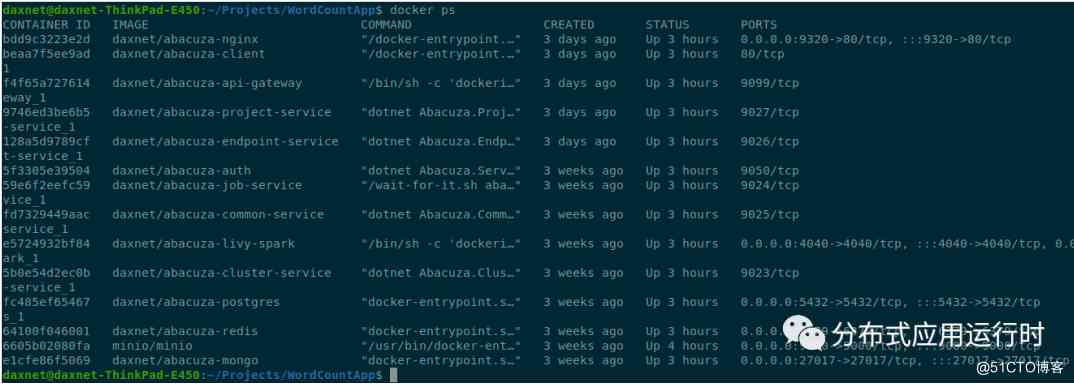 daxnet@daxnet-ThinkPad-E450:~/Projects/WordCountApp$ docker ps
CONTAINER ID   IMAGE   COMMAND   CREATED   STATUS   PORTS
bdd9c3223e2d   daxnet/abacuza-nginx   "/docker-entrypoint.…"   3 days ago   Up 3 hours   0.0.0.0:9320->80/tcp, :::9320->80/tcp
beaa7f5ee9ad   daxnet/abacuza-client   "/docker-entrypoint.…"   3 days ago   Up 3 hours   80/tcp
1
f4f65a727614   daxnet/abacuza-api-gateway   "/bin/sh -c 'dockeri…"   3 days ago   Up 3 hours   9099/tcp
eway_1
9746ed3be6b5   daxnet/abacuza-project-service   "dotnet Abacuza.Proj…"   3 days ago   Up 3 hours   9027/tcp
-service_1
128a5d9789cf   daxnet/abacuza-endpoint-service   "dotnet Abacuza.Endp…"   3 days ago   Up 3 hours   9026/tcp
t-service_1
5f3305e39504   daxnet/abacuza-auth   "dotnet Abacuza.Serv…"   3 weeks ago   Up 3 hours   9050/tcp
59e6f2eefc59   daxnet/abacuza-job-service   "/wait-for-it.sh aba…"   3 weeks ago   Up 3 hours   9024/tcp
vice_1
fd7329449aac   daxnet/abacuza-common-service   "dotnet Abacuza.Comm…"   3 weeks ago   Up 3 hours   9025/tcp
service_1
e5724932bf84   daxnet/abacuza-livy-spark   "/bin/sh -c 'dockeri…"   3 weeks ago   Up 3 hours   0.0.0.0:4040->4040/tcp, :::4040->4040/tcp, 0.0
ark_1
5b0e54d2ec0b   daxnet/abacuza-cluster-service   "dotnet Abacuza.Clus…"   3 weeks ago   Up 3 hours   9023/tcp
-service_1
fc485ef65467   daxnet/abacuza-postgres   "docker-entrypoint.s…"   3 weeks ago   Up 3 hours   0.0.0.0:5432->5432/tcp, :::5432->5432/tcp
s_1
64100f046001   daxnet/abacuza-redis   "docker-entrypoint.s…"   3 weeks ago   Up 3 hours
6605b02080fa   minio/minio   "/usr/bin/docker-ent…"   3 weeks ago   Up 4 hours
e1cfe86f5069   daxnet/abacuza-mongo   "docker-entrypoint.s…"   3 weeks ago   Up 3 hours   0.0.0.0:27017->27017/tcp, :::27017->27017/tcp
daxnet@daxnet-ThinkPad-E450:~/Projects/WordCountApp$
分布式应用运行时
@51CTO博客